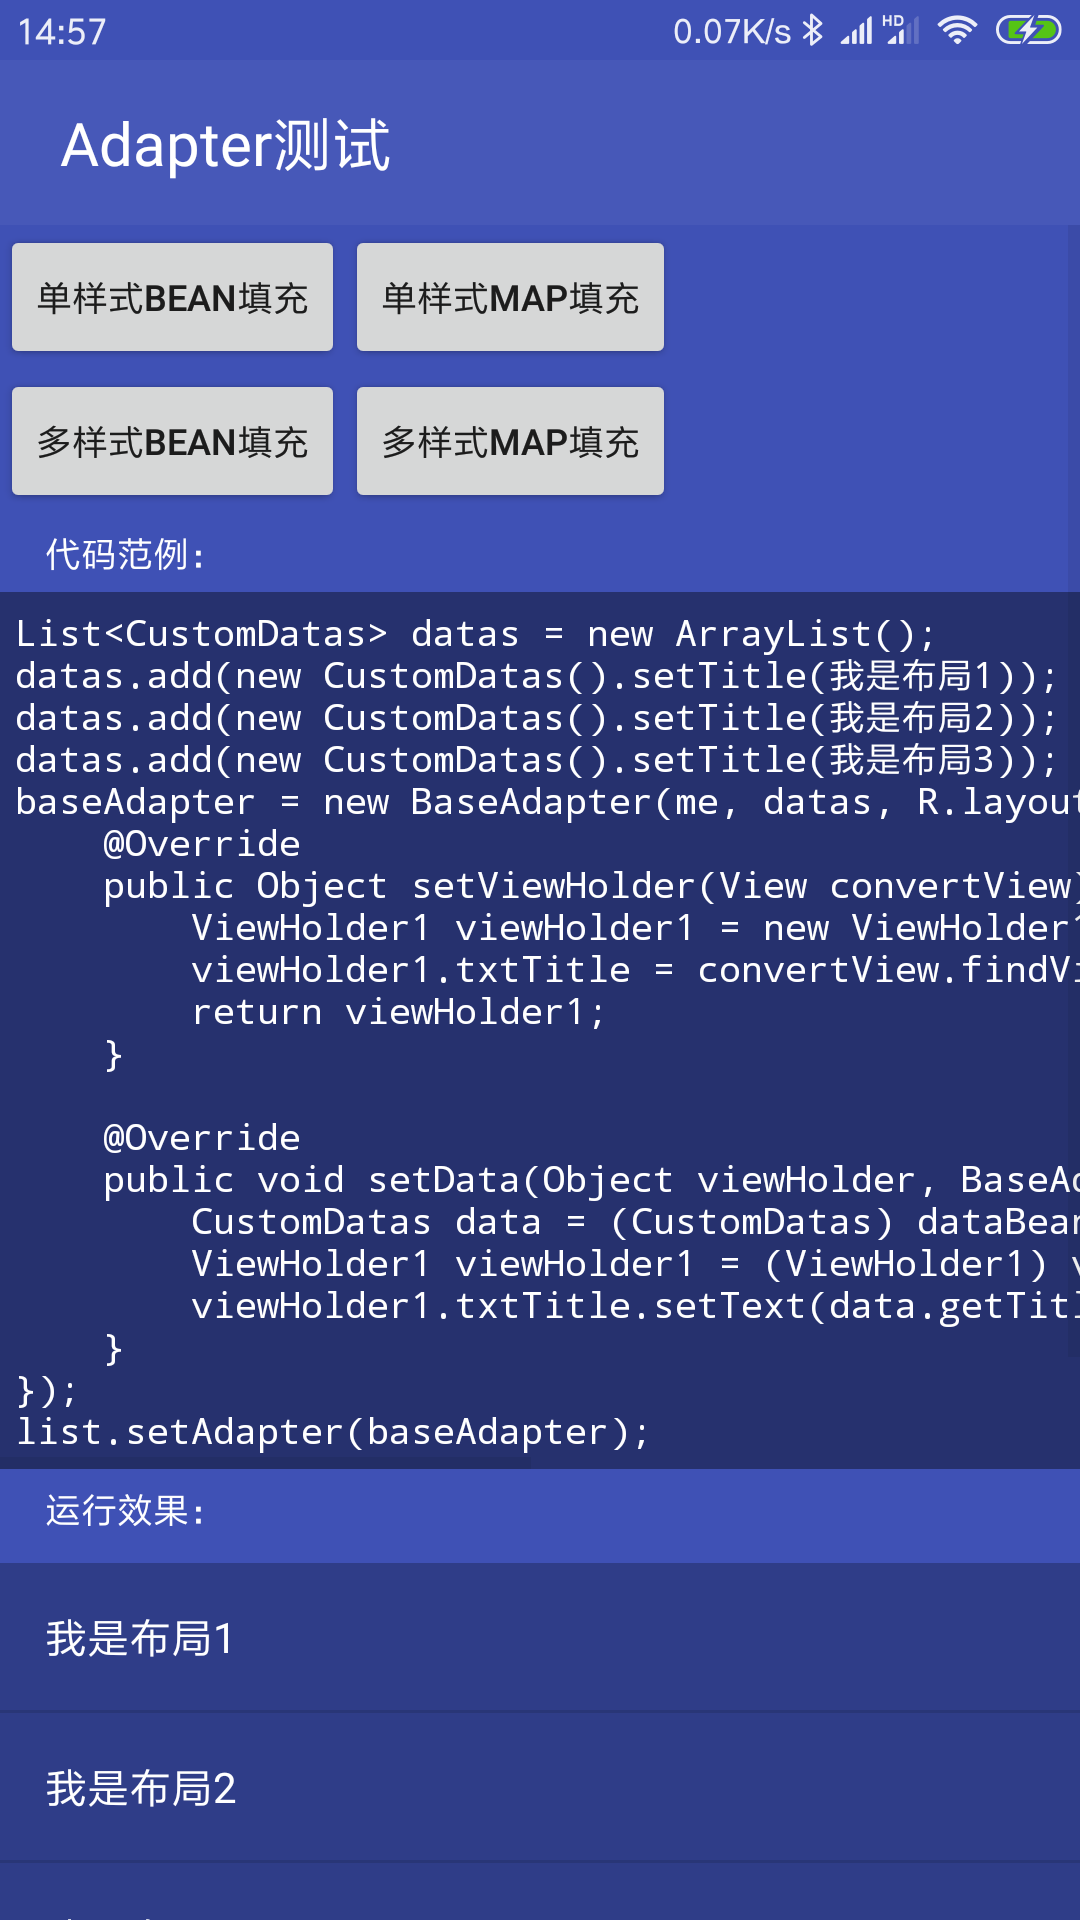 14:57
0.07K/s HD
Adapter测试
单样式BEAN填充 单样式MAP填充
多样式BEAN填充 多样式MAP填充
代码范例:
List<CustomDatas> datas = new ArrayList();
datas.add(new CustomDatas().setTitle(我是布局1));
datas.add(new CustomDatas().setTitle(我是布局2));
datas.add(new CustomDatas().setTitle(我是布局3));
baseAdapter = new BaseAdapter(me, datas, R.layout
    @Override
    public Object setViewHolder(View convertView)
        ViewHolder1 viewHolder1 = new ViewHolder1
        viewHolder1.txtTitle = convertView.findVi
        return viewHolder1;
    }
    @Override
    public void setData(Object viewHolder, BaseAd
        CustomDatas data = (CustomDatas) dataBean
        ViewHolder1 viewHolder1 = (ViewHolder1) v
        viewHolder1.txtTitle.setText(data.getTitl
    }
});
list.setAdapter(baseAdapter);
运行效果:
我是布局1
我是布局2